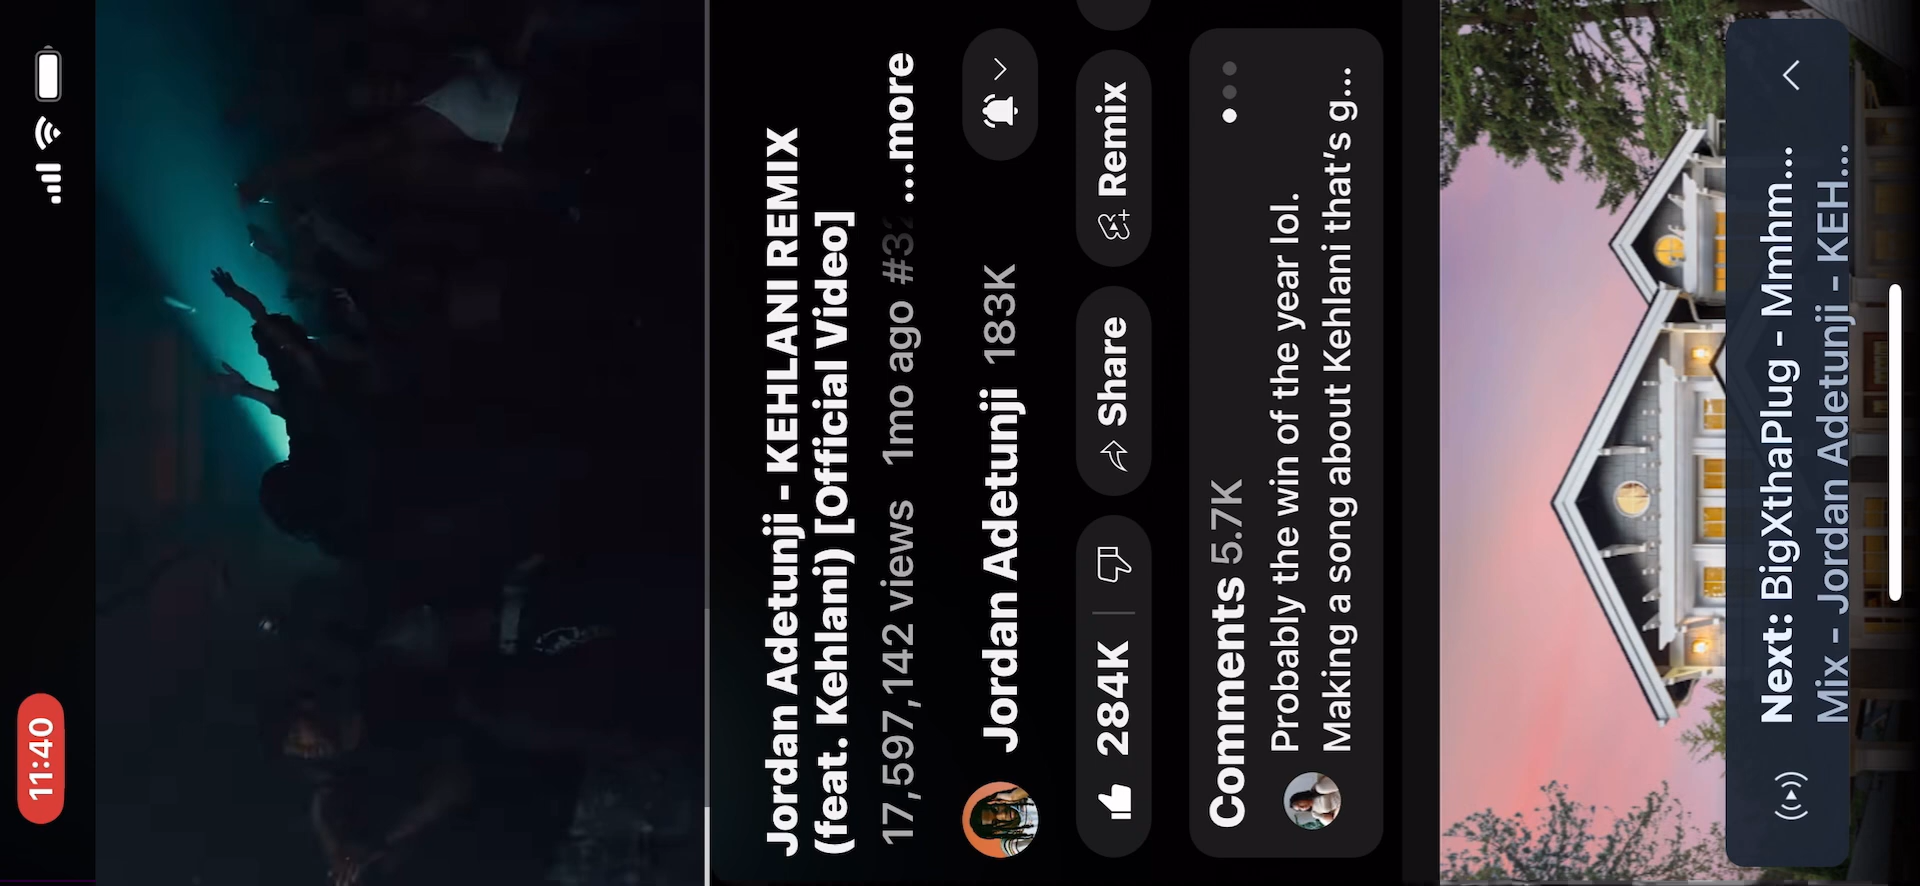 11:40
Jordan Adetunji - KEHLANI REMIX
(feat. Kehlani) [Official Video]
17,597,142 views 1mo ago #32 ...more
Jordan Adetunji 183K
284K Share Remix
Comments 5.7K
Probably the win of the year lol.
Making a song about Kehlani that's g...
Next: BigXthaPlug - Mmhm...
Mix - Jordan Adetunji - KEH...